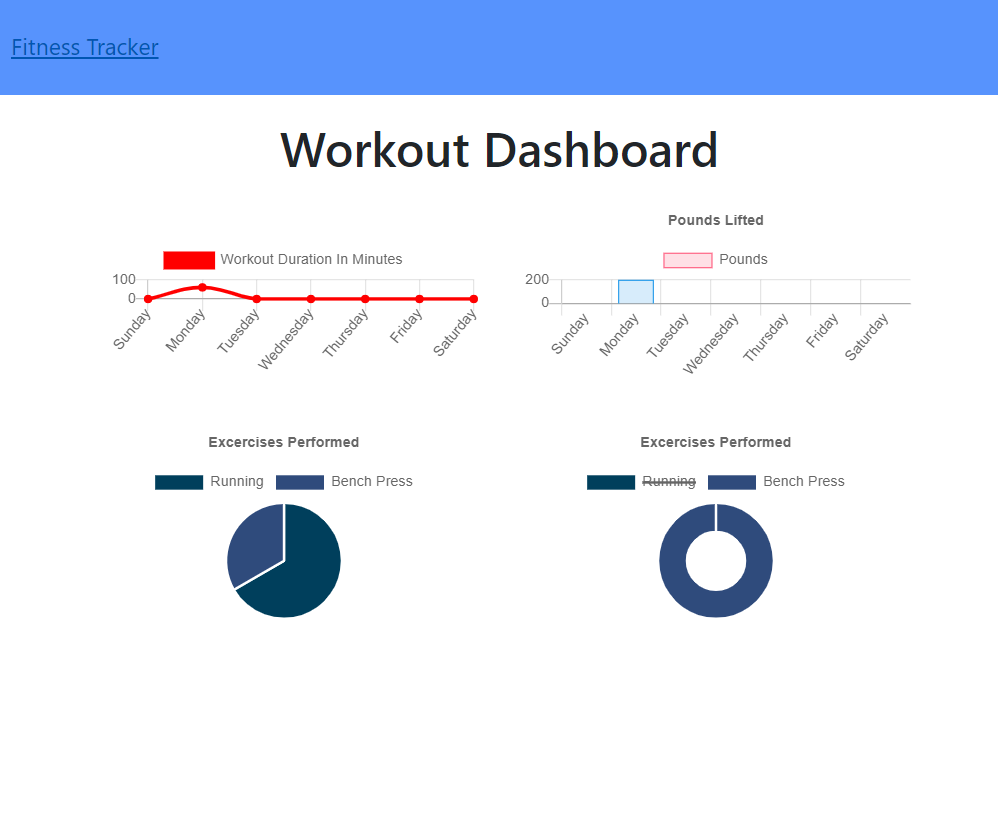 Fitness Tracker
Workout Dashboard
Workout Duration In Minutes
100
0
Sunday
Monday
Tuesday
Wednesday
Thursday
Friday
Saturday
Pounds Lifted
Pounds
200
0
Sunday
Monday
Tuesday
Wednesday
Thursday
Friday
Saturday
Excercises Performed
Running Bench Press
Excercises Performed
Running Bench Press